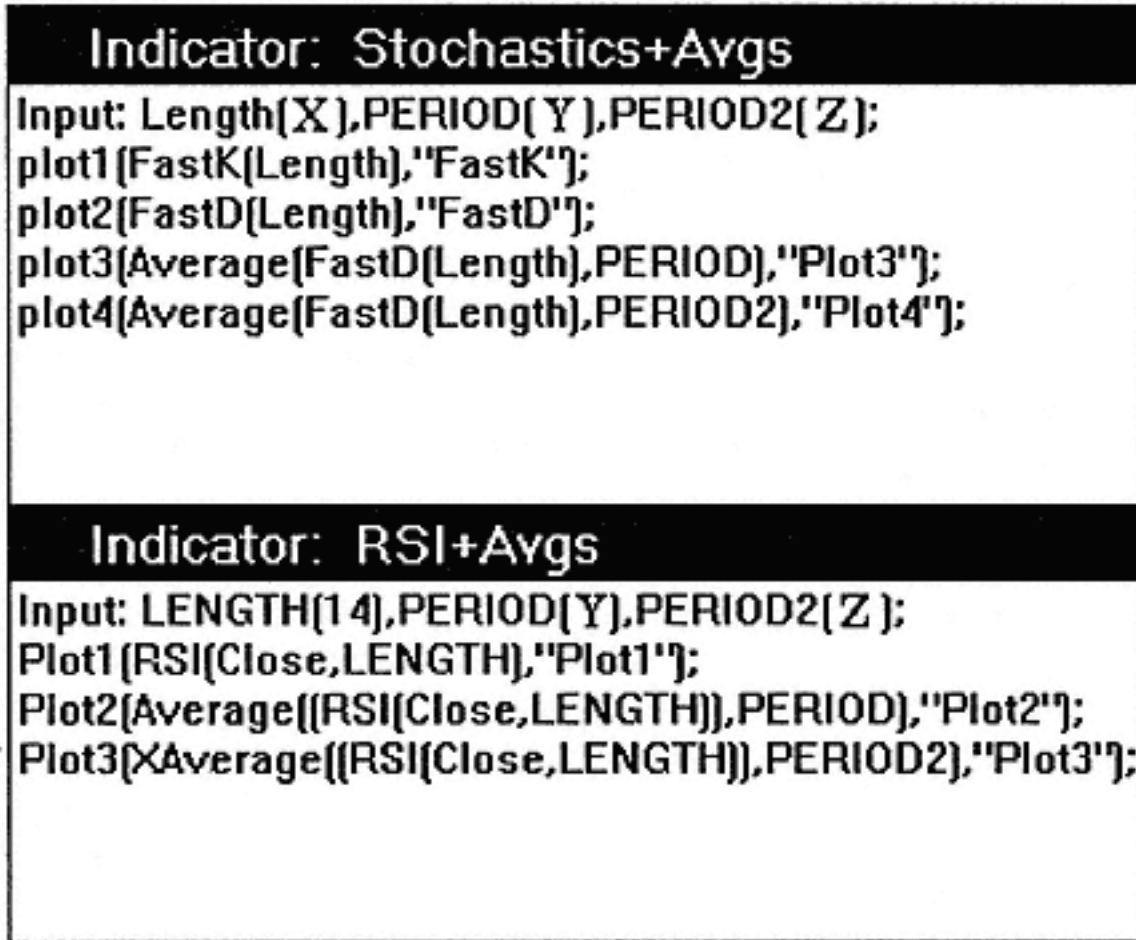 Indicator: Stochastics+Avgs
Input: Length(X),PERIOD(Y),PERIOD2(Z);
plot1(FastK(Length),"FastK");
plot2(FastD(Length),"FastD");
plot3(Average(FastD(Length),PERIOD),"Plot3");
plot4(Average(FastD(Length),PERIOD2),"Plot4");
Indicator: RSI+Avgs
Input: LENGTH(14),PERIOD(Y),PERIOD2(Z);
Plot1(RSI(Close,LENGTH),"Plot1");
Plot2(Average((RSI(Close,LENGTH)),PERIOD),"Plot2");
Plot3(XAverage((RSI(Close,LENGTH)),PERIOD2),"Plot3");